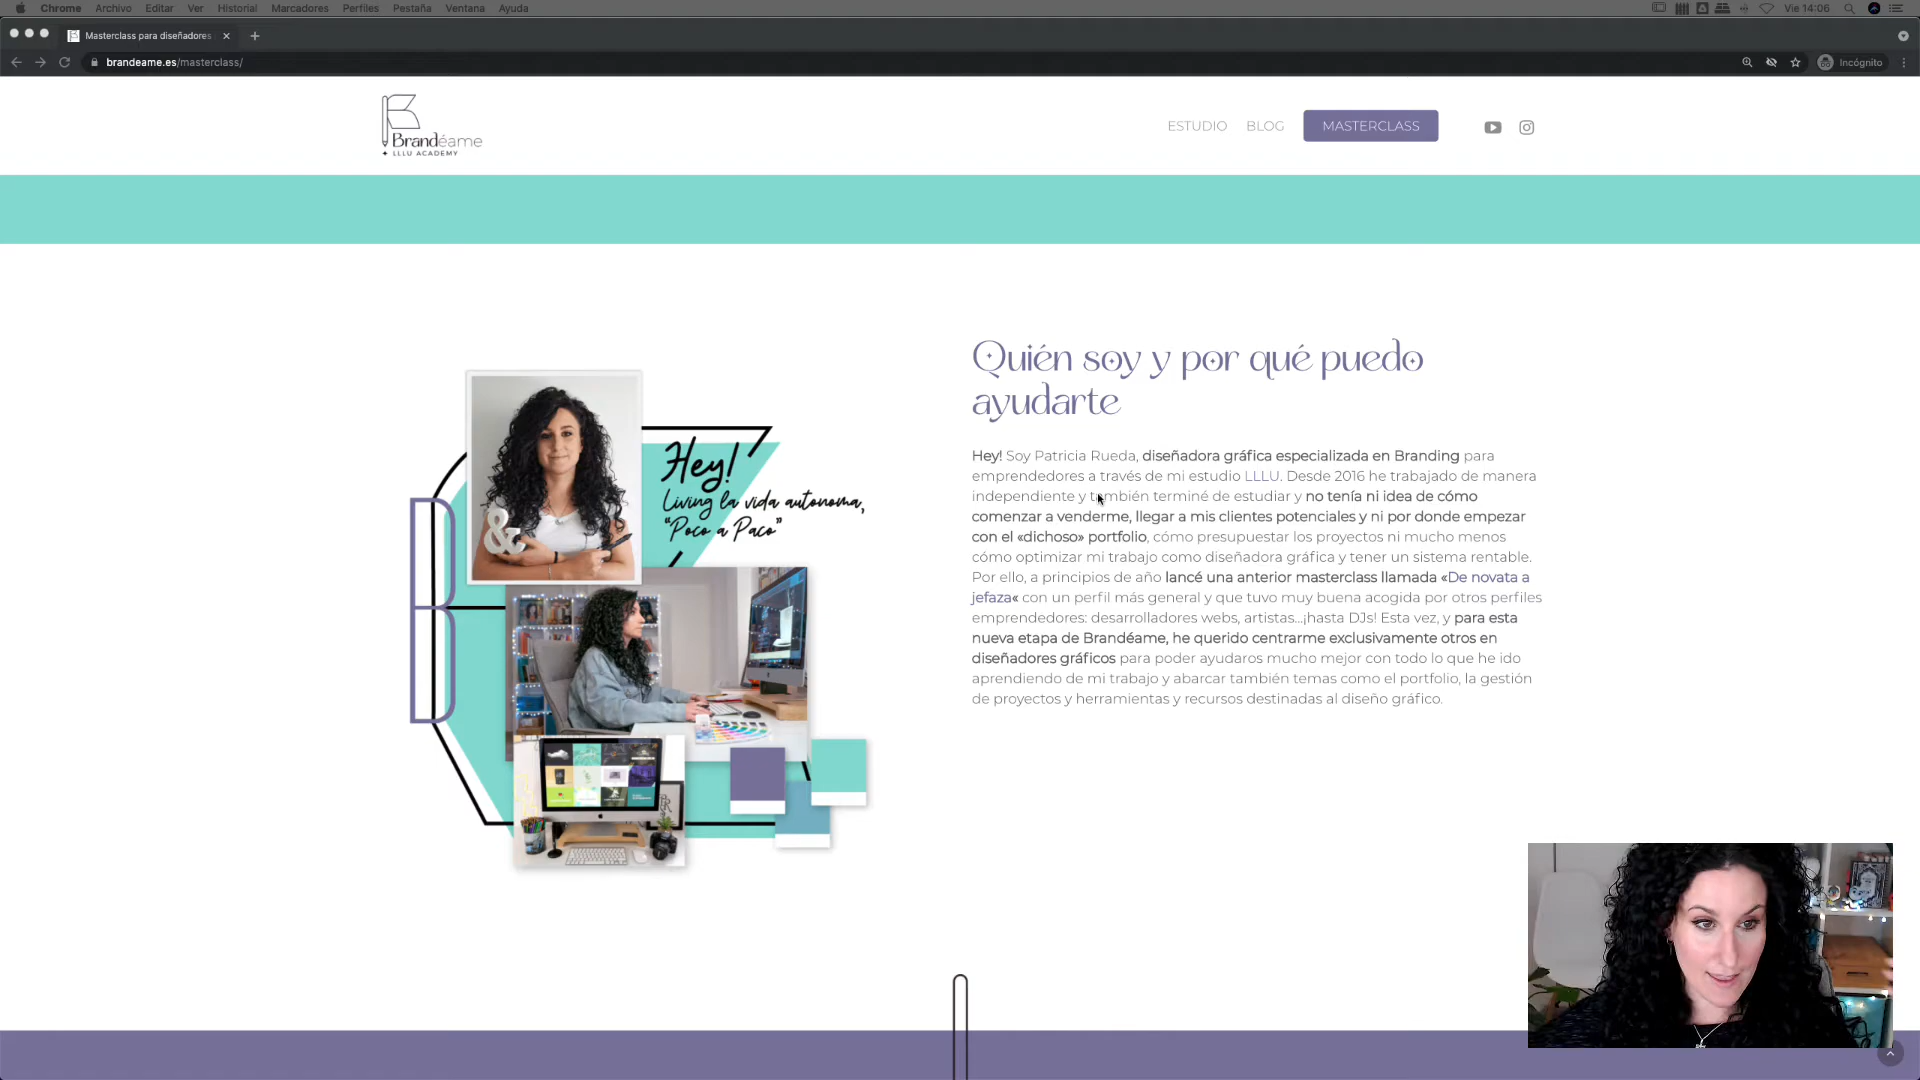 Chrome Archivo Editar Ver Historial Marcadores Perfiles Pestaña Ventana Ayuda
Vie 14:06
Masterclass para diseñadores
brandeame.es/masterclass/
Incógnito
Brandéame
LLLU ACADEMY
ESTUDIO BLOG MASTERCLASS
Hey!
Living la vida autonoma,
"Poco a Paco"
&
Quién soy y por qué puedo
ayudarte
Hey! Soy Patricia Rueda, diseñadora gráfica especializada en Branding para
emprendedores a través de mi estudio LLLU. Desde 2016 he trabajado de manera
independiente y también terminé de estudiar y no tenía ni idea de cómo
comenzar a venderme, llegar a mis clientes potenciales y ni por donde empezar
con el «dichoso» portfolio, cómo presupuestar los proyectos ni mucho menos
cómo optimizar mi trabajo como diseñadora gráfica y tener un sistema rentable.
Por ello, a principios de año lancé una anterior masterclass llamada «De novata a
jefaza« con un perfil más general y que tuvo muy buena acogida por otros perfiles
emprendedores: desarrolladores webs, artistas...¡hasta DJs! Esta vez, y para esta
nueva etapa de Brandéame, he querido centrarme exclusivamente otros en
diseñadores gráficos para poder ayudaros mucho mejor con todo lo que he ido
aprendiendo de mi trabajo y abarcar también temas como el portfolio, la gestión
de proyectos y herramientas y recursos destinadas al diseño gráfico.